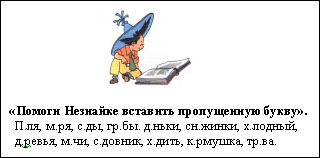 «Помоги Незнайке вставить пропущенную букву».
П.ля, м.ря, с.ды, гр.бы. д.ньки, сн.жинки, х.лодный,
д.ревья, м.чи, с.довник, х.дить, к.рмушка, тр.ва.